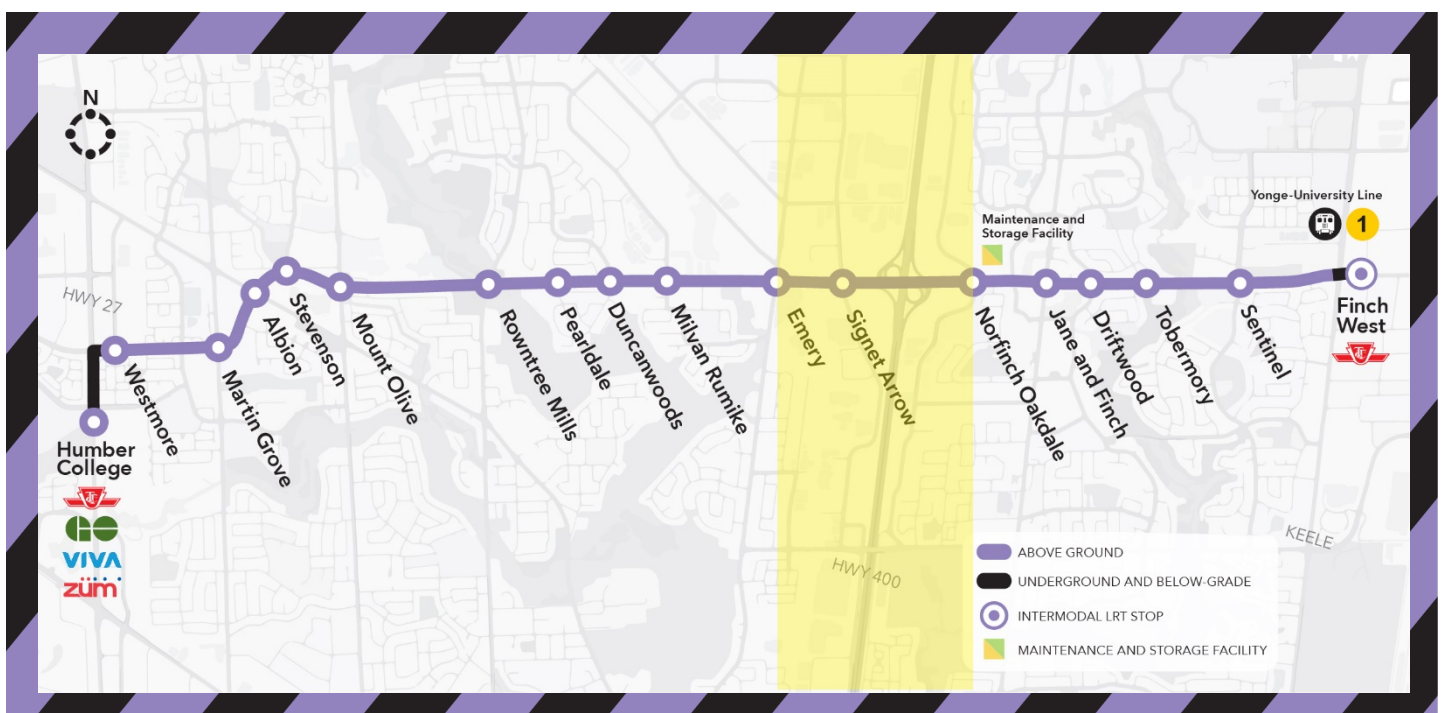 N
HWY 27
Westmore
Humber
College
VIVA
züm
Martin Grove
Albion
Stevenson
Mount Olive
Rowntree Mills
Pearldale
Duncanwoods
Milvan Rumike
Emery
Signet Arrow
HWY 400
Maintenance and
Storage Facility
Norfinch Oakdale
Jane and Finch
Driftwood
Tobermory
Sentinel
Yonge-University Line
1
Finch
West
KEELE
ABOVE GROUND
UNDERGROUND AND BELOW-GRADE
INTERMODAL LRT STOP
MAINTENANCE AND STORAGE FACILITY